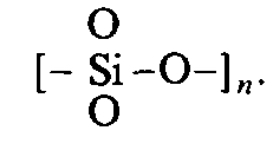 O
[– Si –O–]n.
O